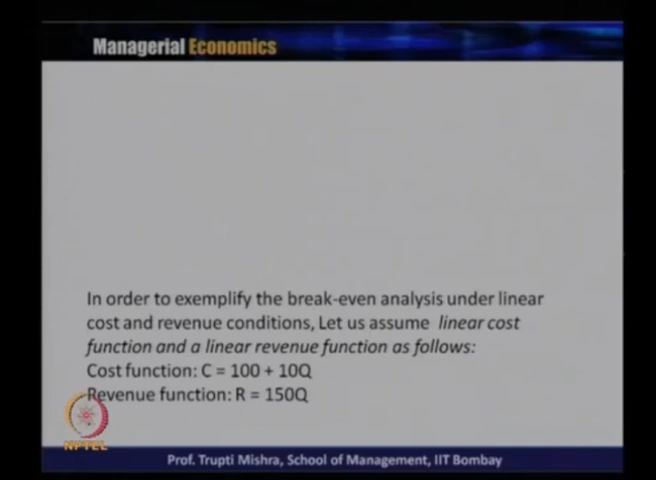 Managerial Economics
In order to exemplify the break-even analysis under linear
cost and revenue conditions, Let us assume linear cost
function and a linear revenue function as follows:
Cost function: C = 100 + 10Q
Revenue function: R = 150Q
NPTEL
Prof. Trupti Mishra, School of Management, IIT Bombay